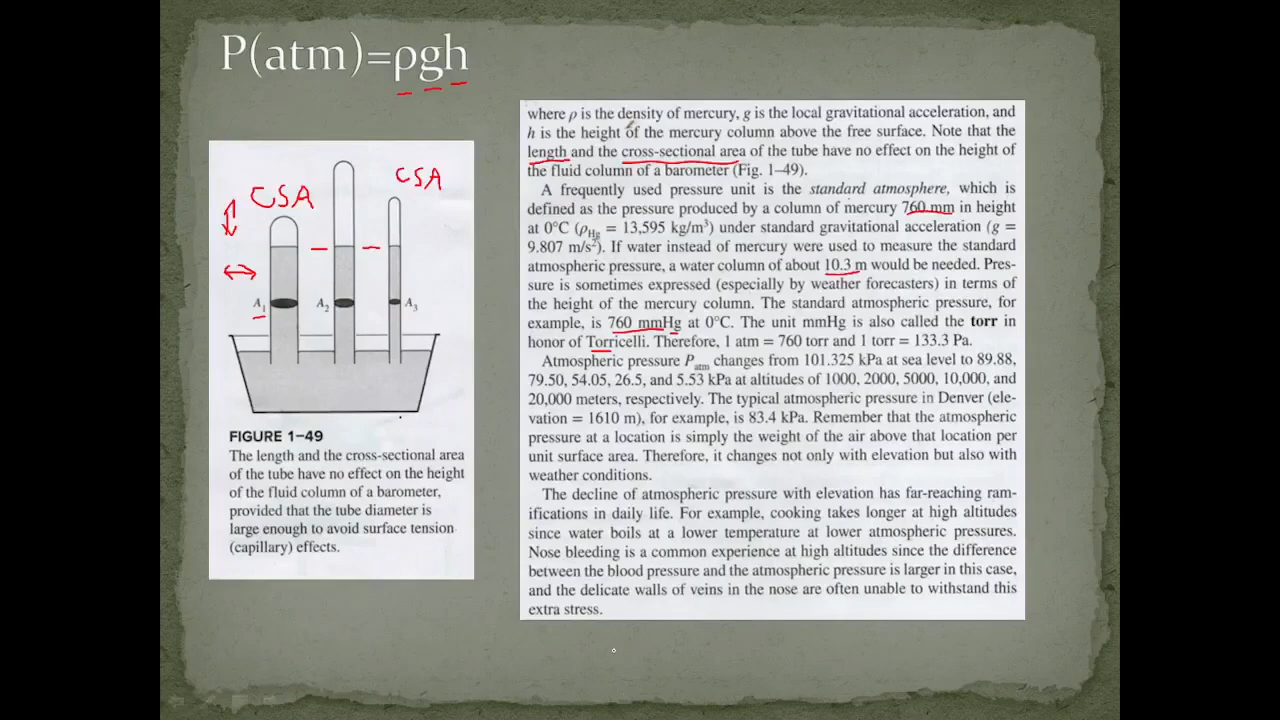 P(atm)=ρgh
CSA
CSA
A₁
A₂
A₃
FIGURE 1–49
The length and the cross-sectional area
of the tube have no effect on the height
of the fluid column of a barometer,
provided that the tube diameter is
large enough to avoid surface tension
(capillary) effects.
where ρ is the density of mercury, g is the local gravitational acceleration, and
h is the height of the mercury column above the free surface. Note that the
length and the cross-sectional area of the tube have no effect on the height of
the fluid column of a barometer (Fig. 1–49).
A frequently used pressure unit is the standard atmosphere, which is
defined as the pressure produced by a column of mercury 760 mm in height
at 0°C (ρHg = 13,595 kg/m³) under standard gravitational acceleration (g =
9.807 m/s²). If water instead of mercury were used to measure the standard
atmospheric pressure, a water column of about 10.3 m would be needed. Pres-
sure is sometimes expressed (especially by weather forecasters) in terms of
the height of the mercury column. The standard atmospheric pressure, for
example, is 760 mmHg at 0°C. The unit mmHg is also called the torr in
honor of Torricelli. Therefore, 1 atm = 760 torr and 1 torr = 133.3 Pa.
Atmospheric pressure Patm changes from 101.325 kPa at sea level to 89.88,
79.50, 54.05, 26.5, and 5.53 kPa at altitudes of 1000, 2000, 5000, 10,000, and
20,000 meters, respectively. The typical atmospheric pressure in Denver (ele-
vation = 1610 m), for example, is 83.4 kPa. Remember that the atmospheric
pressure at a location is simply the weight of the air above that location per
unit surface area. Therefore, it changes not only with elevation but also with
weather conditions.
The decline of atmospheric pressure with elevation has far-reaching ram-
ifications in daily life. For example, cooking takes longer at high altitudes
since water boils at a lower temperature at lower atmospheric pressures.
Nose bleeding is a common experience at high altitudes since the difference
between the blood pressure and the atmospheric pressure is larger in this case,
and the delicate walls of veins in the nose are often unable to withstand this
extra stress.